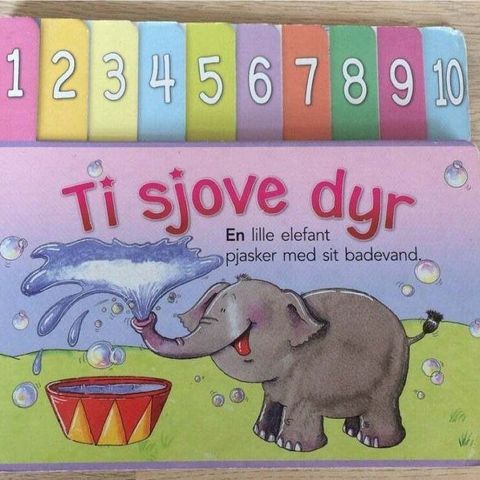 1 2 3 4 5 6 7 8 9 10
Ti sjove dyr
En lille elefant
pjasker med sit badevand.